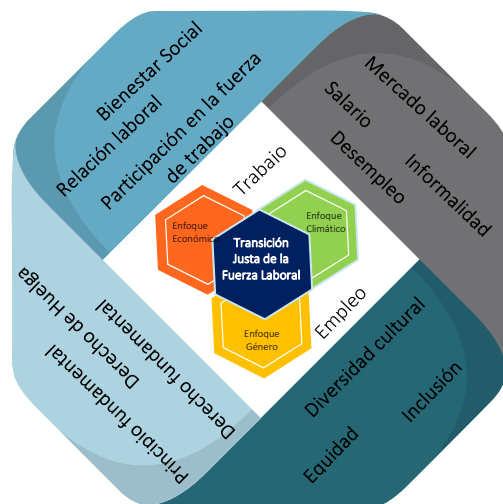 Bienestar Social
Relación laboral
Participación en la fuerza
de trabajo
Mercado laboral
Salario
Desempleo
Informalidad
Trabajo
Enfoque
Económico
Enfoque
Climático
Transición
Justa de la
Fuerza Laboral
Enfoque
Género
Empleo
Derecho de Huelga
Derecho fundamental
Principio fundamental
Diversidad cultural
Inclusión
Equidad